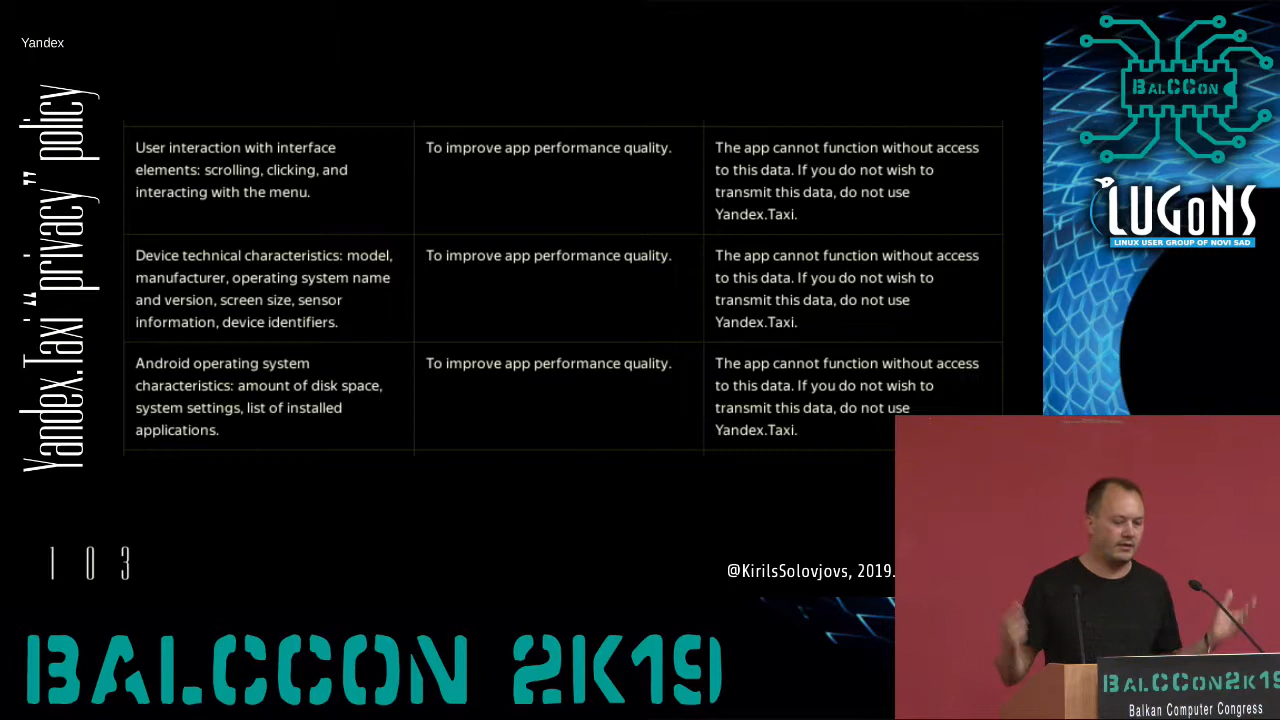 Yandex
Yandex.Taxi “privacy” policy
User interaction with interface
elements: scrolling, clicking, and
interacting with the menu.
To improve app performance quality.
The app cannot function without access
to this data. If you do not wish to
transmit this data, do not use
Yandex.Taxi.
Device technical characteristics: model,
manufacturer, operating system name
and version, screen size, sensor
information, device identifiers.
To improve app performance quality.
The app cannot function without access
to this data. If you do not wish to
transmit this data, do not use
Yandex.Taxi.
Android operating system
characteristics: amount of disk space,
system settings, list of installed
applications.
To improve app performance quality.
The app cannot function without access
to this data. If you do not wish to
transmit this data, do not use
Yandex.Taxi.
103
@KirilsSolovjovs, 2019.
BALCCON
LUGONS
LINUX USER GROUP OF NOVI SAD
BALCCON 2K19
BALCCON2K19
Balkan Computer Congress